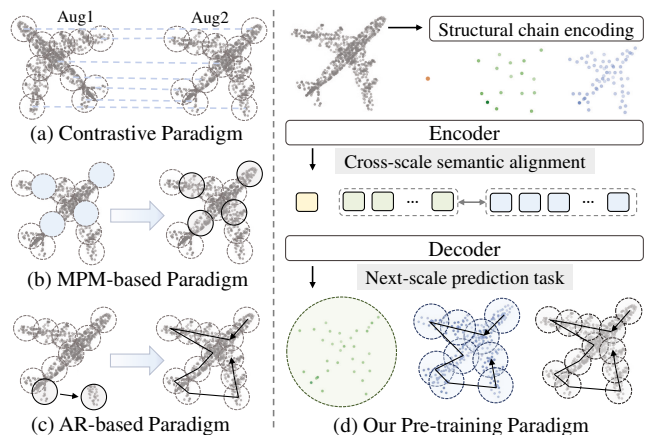 Aug1
Aug2
(a) Contrastive Paradigm
(b) MPM-based Paradigm
(c) AR-based Paradigm
Structural chain encoding
Encoder
Cross-scale semantic alignment
...
...
Decoder
Next-scale prediction task
(d) Our Pre-training Paradigm